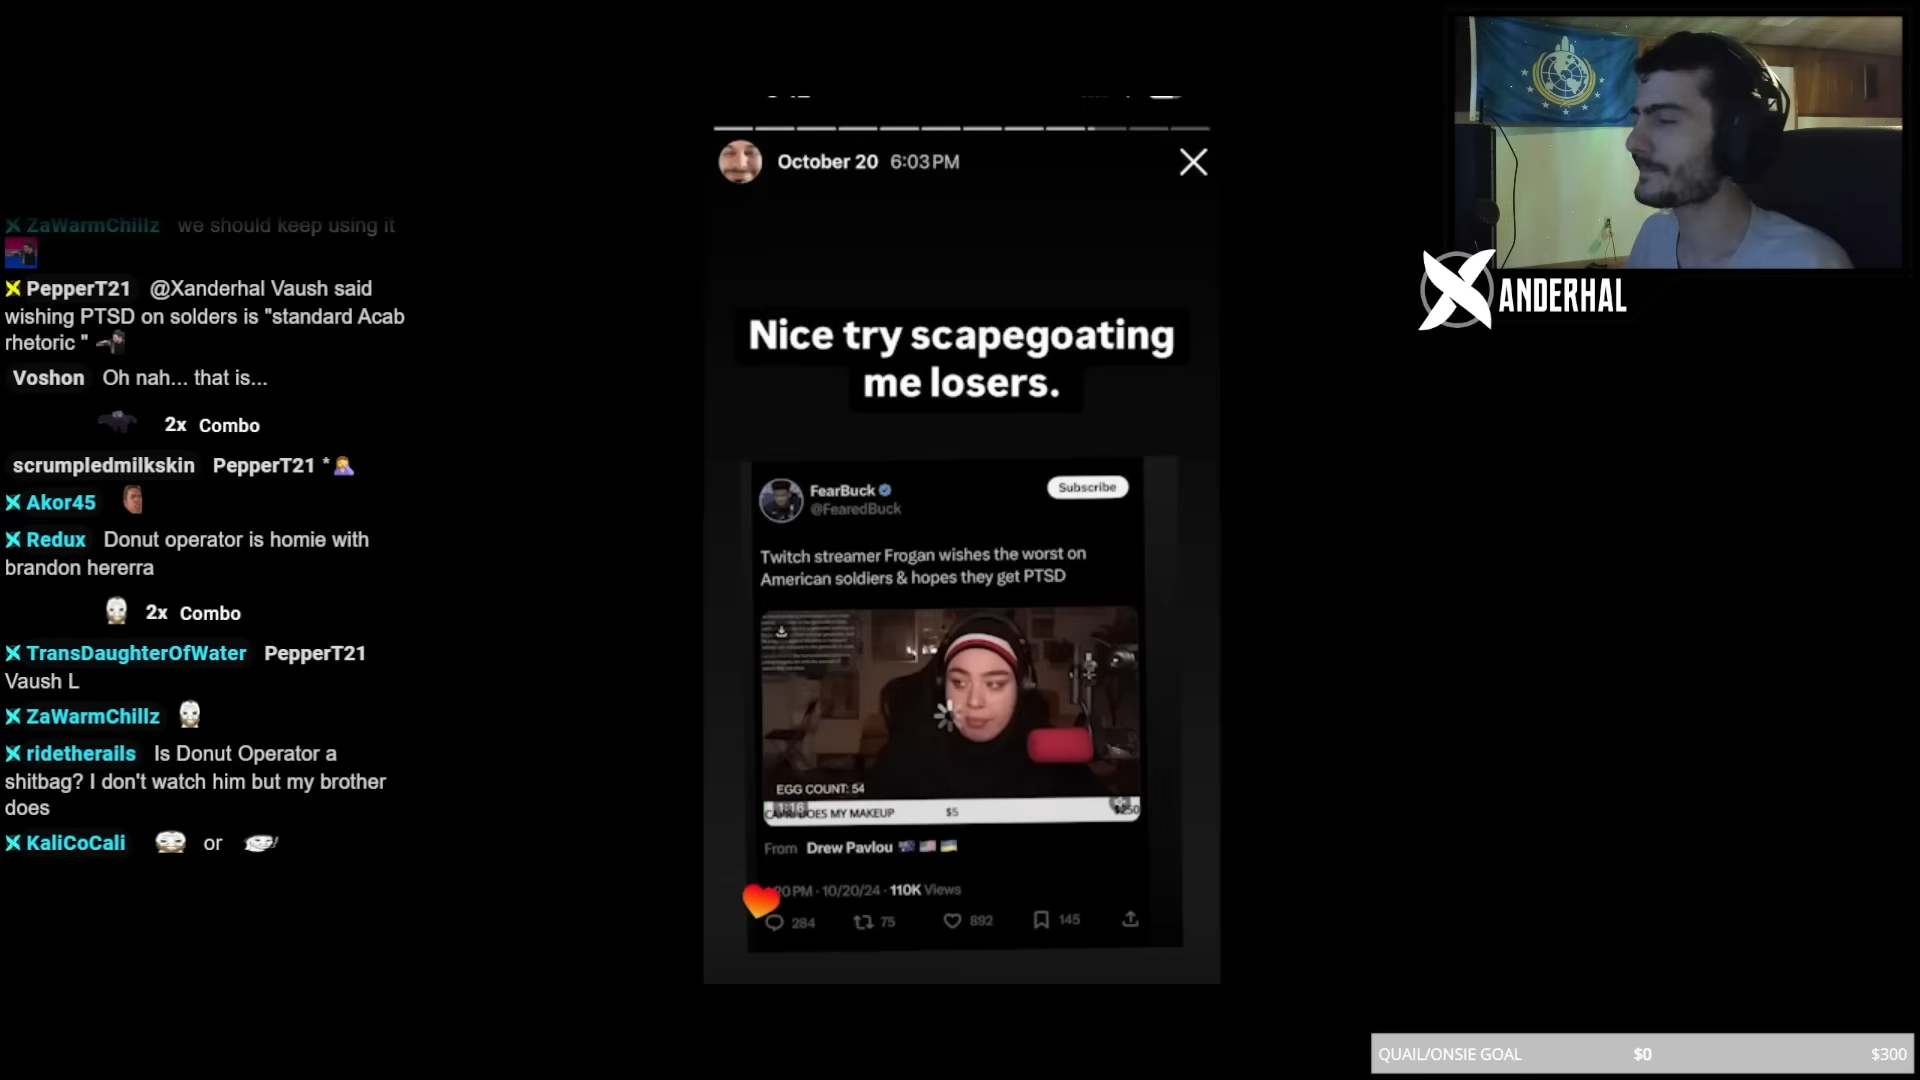 ZaWarmChillz we should keep using it
PepperT21 @Xanderhal Vaush said
wishing PTSD on solders is "standard Acab
rhetoric "
Voshon Oh nah... that is...
2x Combo
scrumpledmilkskin PepperT21 *
Akor45
Redux Donut operator is homie with
brandon hererra
2x Combo
TransDaughterOfWater PepperT21
Vaush L
ZaWarmChillz
ridetherails Is Donut Operator a
shitbag? I don't watch him but my brother
does
KaliCoCali or
October 20 6:03 PM
Nice try scapegoating
me losers.
FearBuck
@FearedBuck
Subscribe
Twitch streamer Frogan wishes the worst on
American soldiers & hopes they get PTSD
EGG COUNT: 54
1:16
DOES MY MAKEUP $5 $250
From Drew Pavlou
20 PM · 10/20/24 · 110K Views
284 75 892 145
XANDERHAL
QUAIL/ONSIE GOAL $0 $300